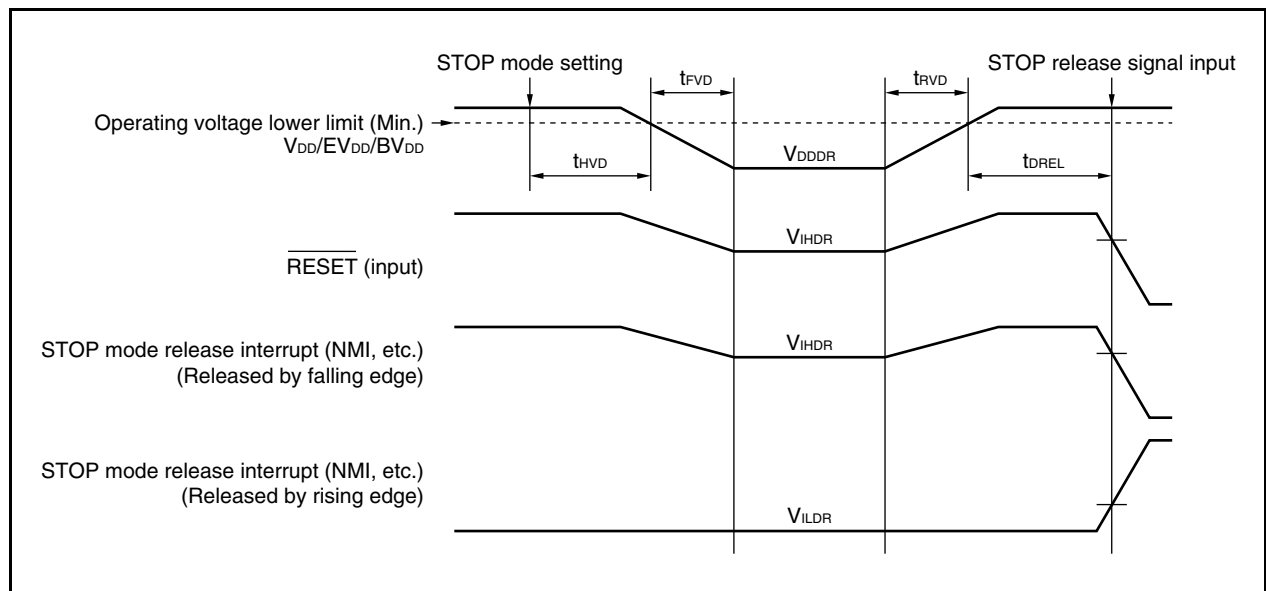 STOP mode setting
STOP release signal input
tFVD
tRVD
Operating voltage lower limit (Min.)
VDD/EVDD/BVDD
VDDDR
tHVD
tDREL
VIHDR
RESET (input)
VIHDR
STOP mode release interrupt (NMI, etc.)
(Released by falling edge)
STOP mode release interrupt (NMI, etc.)
(Released by rising edge)
VILDR